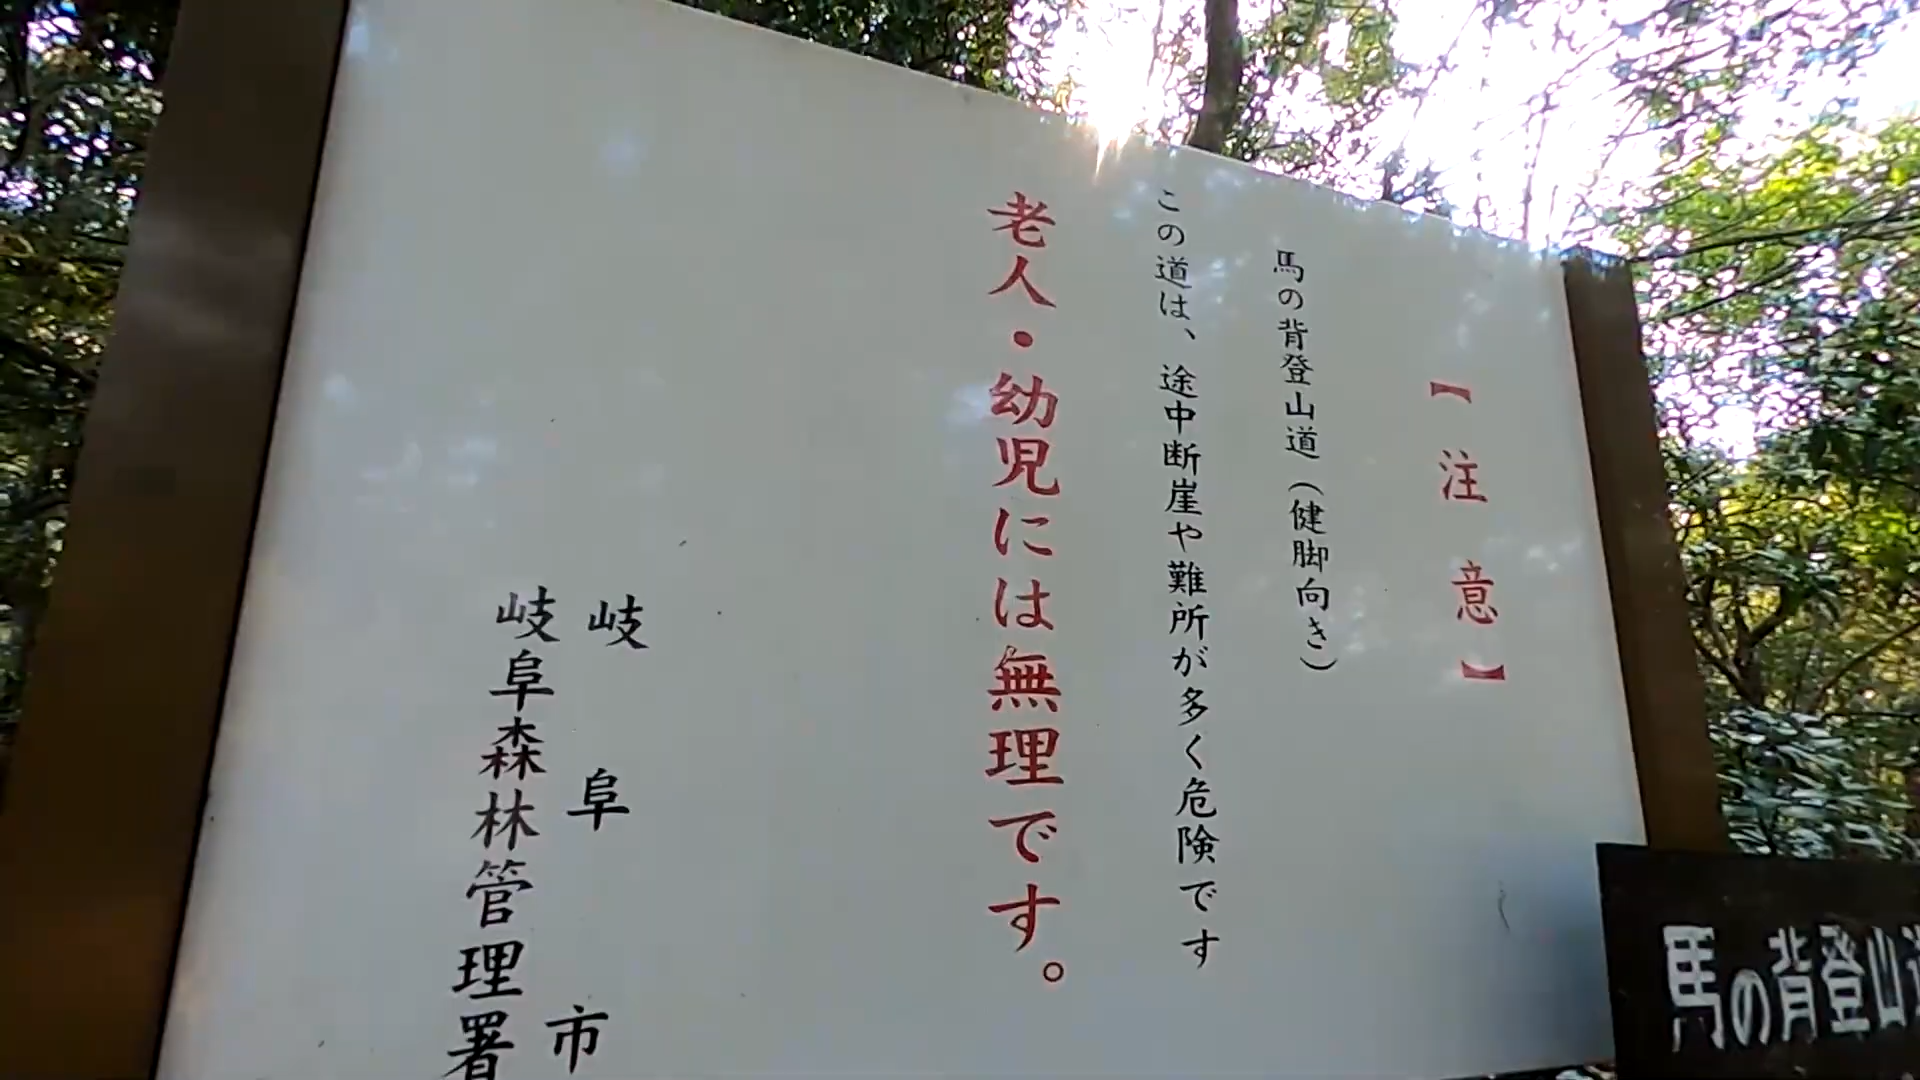 【注意】
馬の背登山道（健脚向き）
この道は、途中断崖や難所が多く危険です
老人・幼児には無理です。
岐阜市
岐阜森林管理署
馬の背登山道